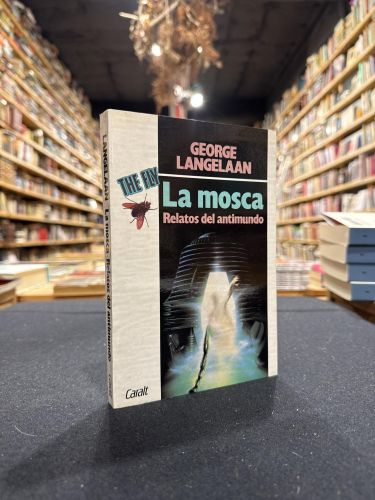 GEORGE
LANGELAAN
THE FLY
La mosca
Relatos del antimundo
Caralt
LANGELAAN La mosca Relatos del antimundo